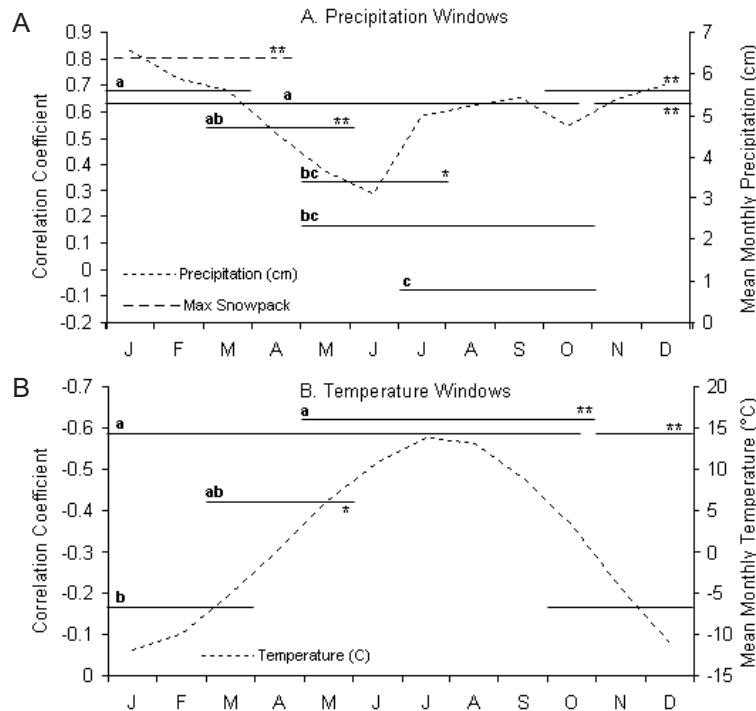 A
A. Precipitation Windows
Correlation Coefficient
0.9
0.8
0.7
0.6
0.5
0.4
0.3
0.2
0.1
0
-0.1
-0.2
**
a
**
a
**
ab
**
bc
*
bc
c
Precipitation (cm)
Max Snowpack
7
6
5
4
3
2
1
0
Mean Monthly Precipitation (cm)
J F M A M J J A S O N D
B
B. Temperature Windows
Correlation Coefficient
-0.7
-0.6
-0.5
-0.4
-0.3
-0.2
-0.1
0
a
**
a
**
ab
*
b
Temperature (C)
20
15
10
5
0
-5
-10
-15
Mean Monthly Temperature (°C)
J F M A M J J A S O N D